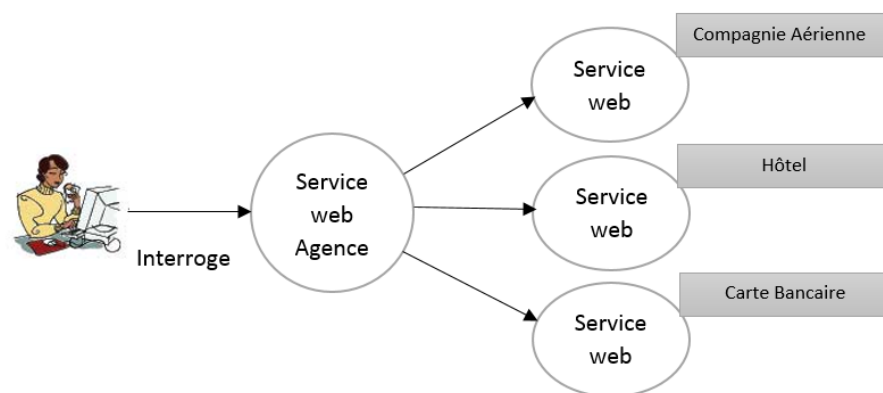 Compagnie Aérienne
Service
web
Hôtel
Service
web
Service
web
Agence
Interroge
Carte Bancaire
Service
web